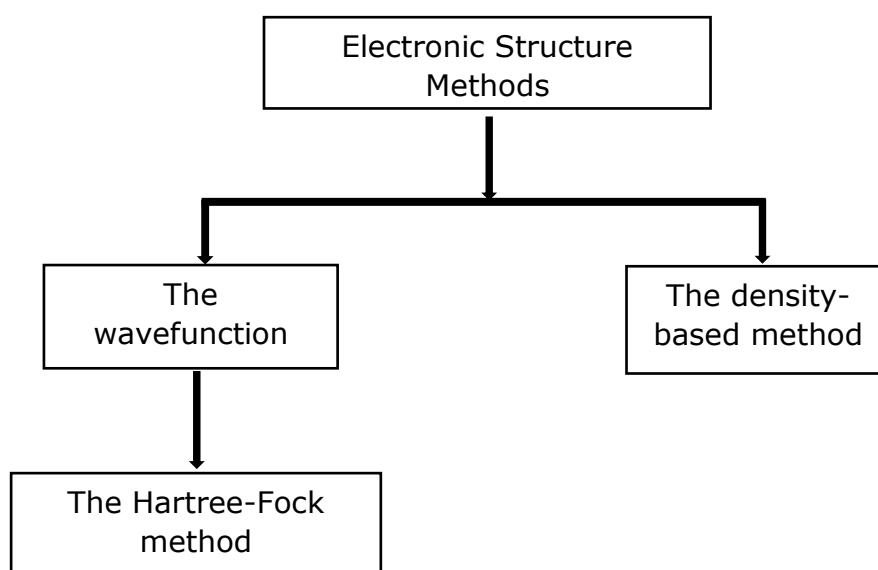 Electronic Structure
Methods
The
wavefunction
The density-
based method
The Hartree-Fock
method